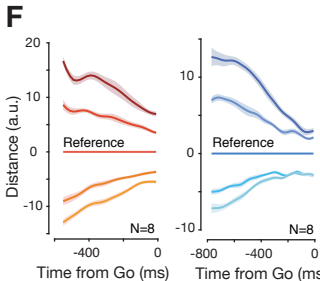 F
Distance (a.u.)
20
10
0
-10
Reference
N=8
-400
0
Time from Go (ms)
10
0
-10
Reference
N=8
-800
-400
0
Time from Go (ms)